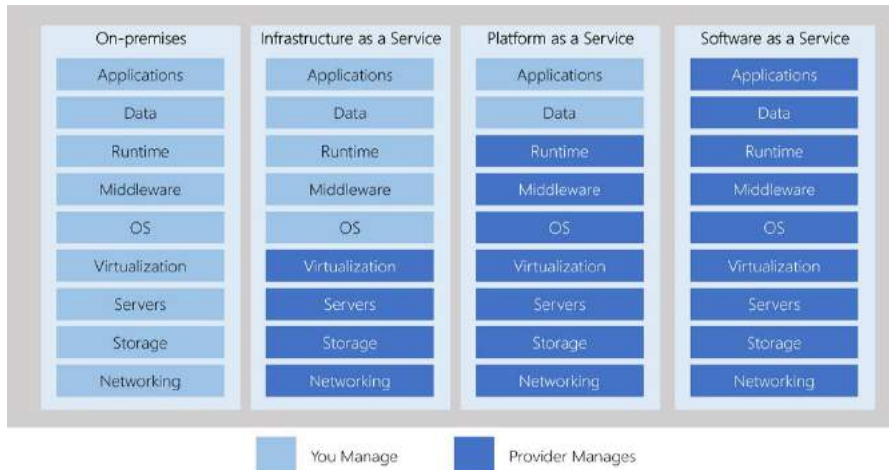 On-premises
Applications
Data
Runtime
Middleware
OS
Virtualization
Servers
Storage
Networking
Infrastructure as a Service
Applications
Data
Runtime
Middleware
OS
Virtualization
Servers
Storage
Networking
Platform as a Service
Applications
Data
Runtime
Middleware
OS
Virtualization
Servers
Storage
Networking
Software as a Service
Applications
Data
Runtime
Middleware
OS
Virtualization
Servers
Storage
Networking
You Manage
Provider Manages